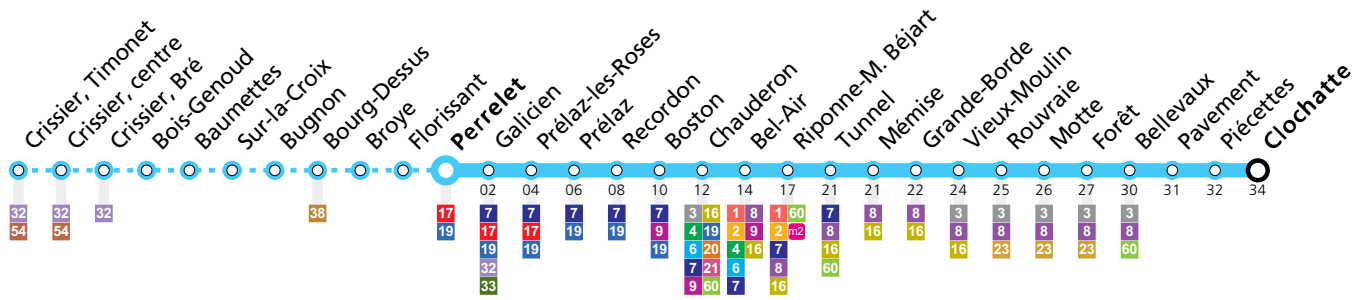 Crissier, Timonet
Crissier, centre
Crissier, Bré
Bois-Genoud
Baumettes
Sur-la-Croix
Bugnon
Bourg-Dessus
Broye
Florissant
Perrelet
Galicien
Prélaz-les-Roses
Prélaz
Recordon
Boston
Chauderon
Bel-Air
Riponne-M. Béjart
Tunnel
Mémise
Grande-Borde
Vieux-Moulin
Rouvraie
Motte
Forêt
Bellevaux
Pavement
Piécettes
Clochatte
02 04 06 08 10 12 14 17 21 21 22 24 25 26 27 30 31 32 34
32 32 32 38 17 7 7 7 7 7 3 16 1 8 1 60 7 8 8 3 3 3 3 3
54 54 19 17 17 19 19 9 4 19 2 9 2 m2 8 16 16 8 8 8 8 8
19 19 19 6 20 4 16 7 16 16 23 23 23 60
32 7 21 6 8 60
33 9 60 7 16